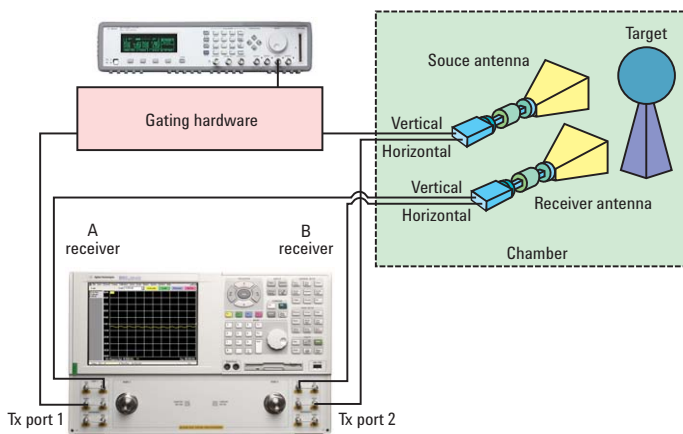 Target
Souce antenna
Gating hardware
Vertical
Horizontal
Vertical
Horizontal
Receiver antenna
A
receiver
B
receiver
Chamber
Tx port 1
Tx port 2